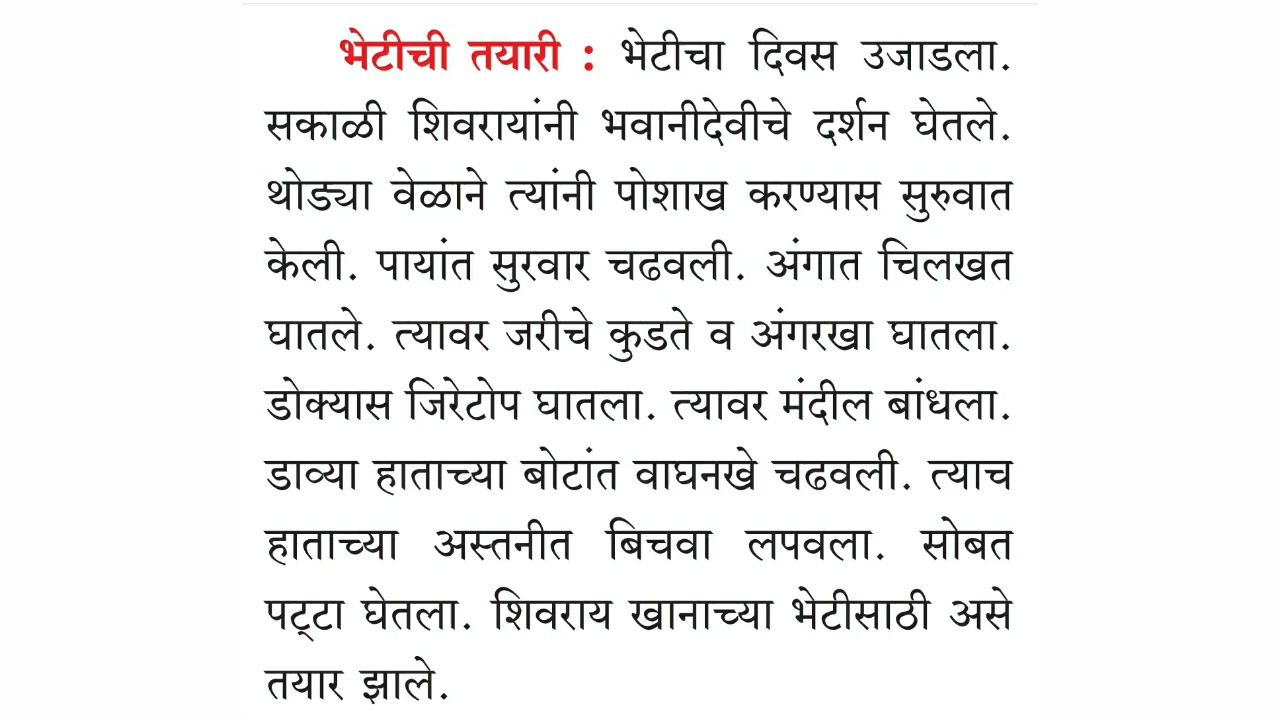 भेटीची तयारी : भेटीचा दिवस उजाडला.
सकाळी शिवरायांनी भवानीदेवीचे दर्शन घेतले.
थोड्या वेळाने त्यांनी पोशाख करण्यास सुरुवात
केली. पायांत सुरवार चढवली. अंगात चिलखत
घातले. त्यावर जरीचे कुडते व अंगरखा घातला.
डोक्यास जिरेटोप घातला. त्यावर मंदील बांधला.
डाव्या हाताच्या बोटांत वाघनखे चढवली. त्याच
हाताच्या अस्तनीत बिचवा लपवला. सोबत
पट्‌टा घेतला. शिवराय खानाच्या भेटीसाठी असे
तयार झाले.